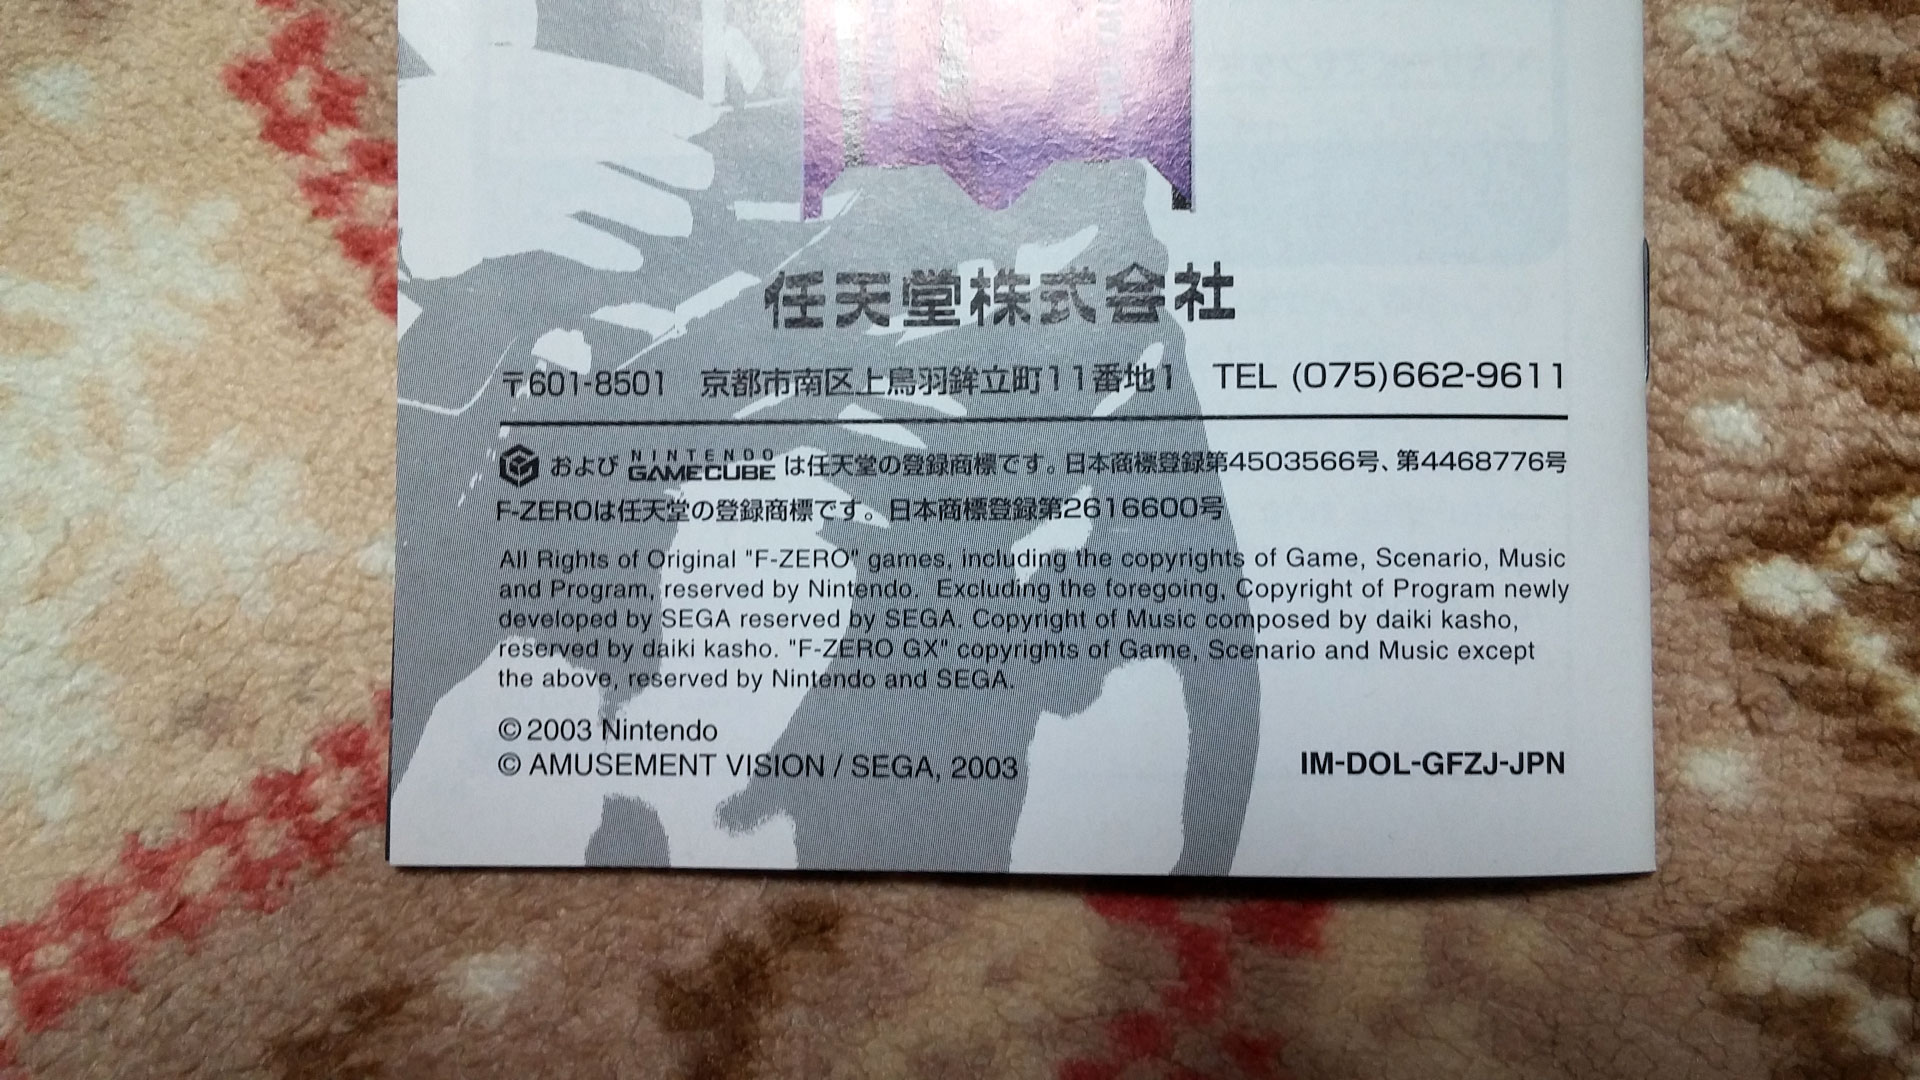 任天堂株式会社
〒601-8501 京都市南区上鳥羽鉾立町11番地1 TEL (075)662-9611
および NINTENDO GAMECUBE は任天堂の登録商標です。日本商標登録第4503566号、第4468776号
F-ZEROは任天堂の登録商標です。日本商標登録第2616600号
All Rights of Original "F-ZERO" games, including the copyrights of Game, Scenario, Music
and Program, reserved by Nintendo. Excluding the foregoing, Copyright of Program newly
developed by SEGA reserved by SEGA. Copyright of Music composed by daiki kasho,
reserved by daiki kasho. "F-ZERO GX" copyrights of Game, Scenario and Music except
the above, reserved by Nintendo and SEGA.
© 2003 Nintendo
© AMUSEMENT VISION / SEGA, 2003
IM-DOL-GFZJ-JPN